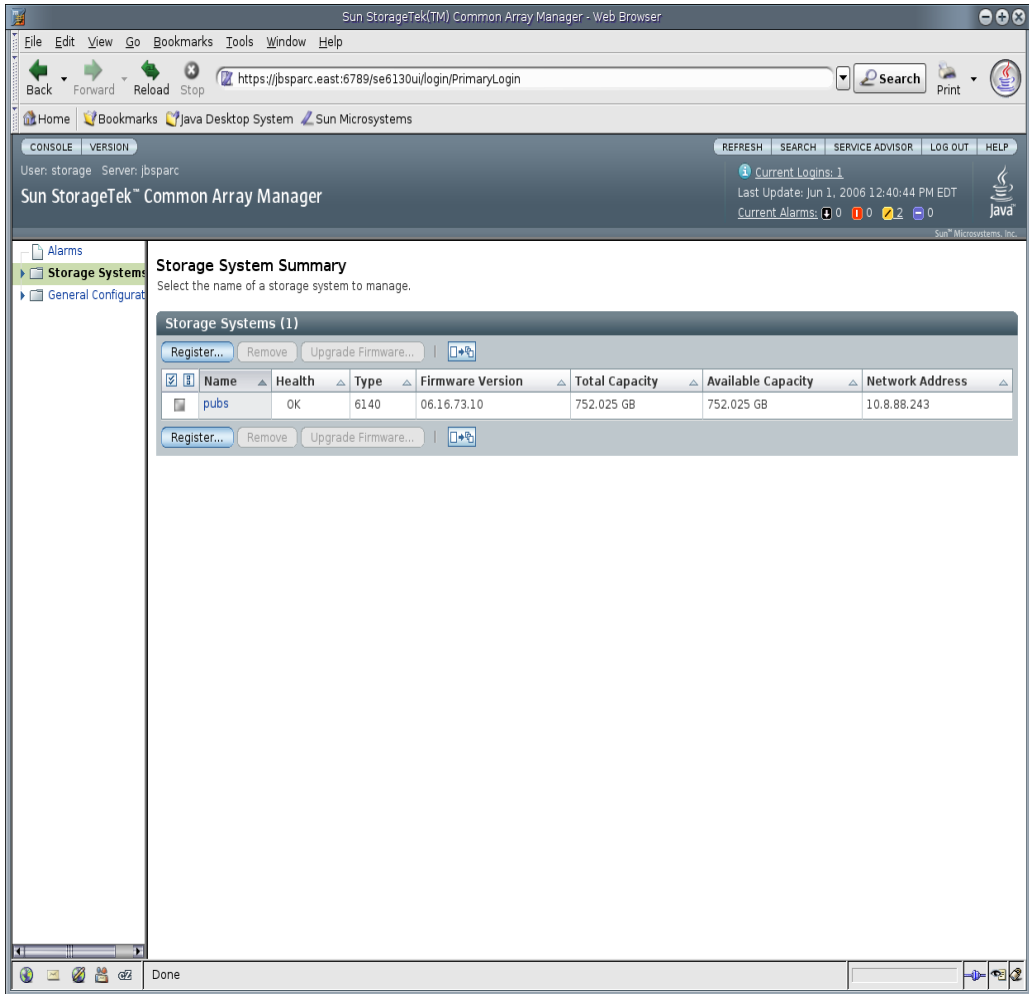 Sun StorageTek(TM) Common Array Manager - Web Browser
File Edit View Go Bookmarks Tools Window Help
Back Forward Reload Stop https://jbsparc.east:6789/se6130ui/login/PrimaryLogin Search Print
Home Bookmarks Java Desktop System Sun Microsystems
CONSOLE VERSION REFRESH SEARCH SERVICE ADVISOR LOG OUT HELP
User: storage Server: jbsparc
Current Logins: 1
Sun StorageTek™ Common Array Manager
Last Update: Jun 1, 2006 12:40:44 PM EDT
Current Alarms: 0 0 2 0
Java™
Sun™ Microsystems, Inc.
Alarms
Storage Systems
General Configurat
Storage System Summary
Select the name of a storage system to manage.
Storage Systems (1)
Register... Remove Upgrade Firmware...
Name Health Type Firmware Version Total Capacity Available Capacity Network Address
pubs OK 6140 06.16.73.10 752.025 GB 752.025 GB 10.8.88.243
Register... Remove Upgrade Firmware...
Done